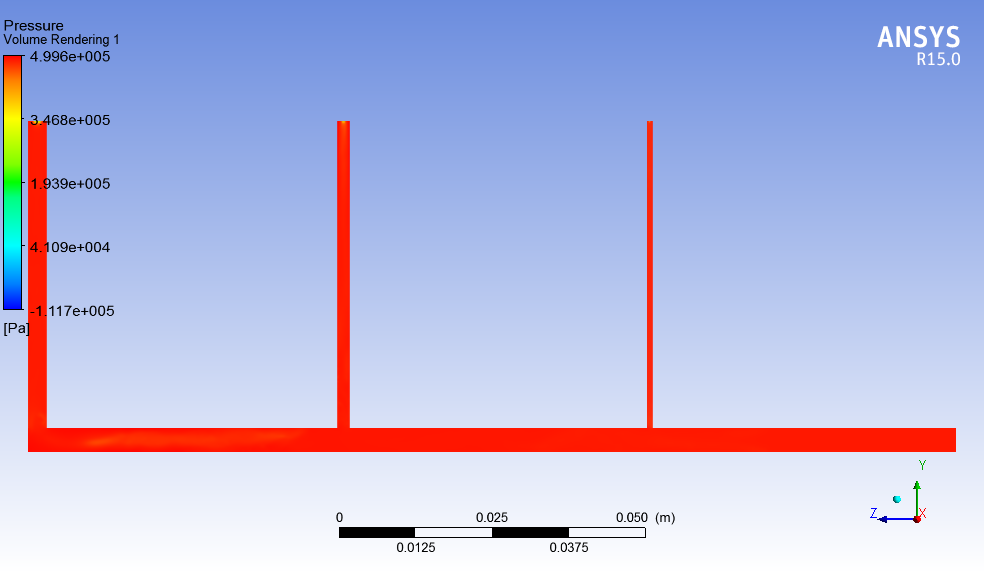 Pressure
Volume Rendering 1
4.996e+005
3.468e+005
1.939e+005
4.109e+004
-1.117e+005
[Pa]
ANSYS
R15.0
0 0.025 0.050 (m)
0.0125 0.0375
Y
Z X